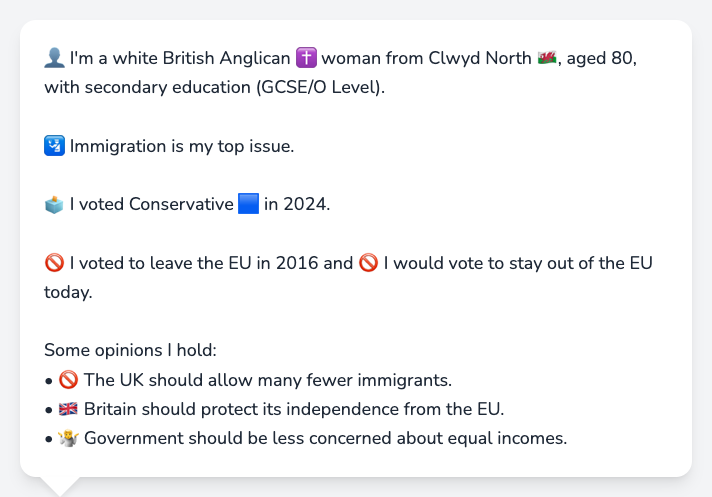 👤 I'm a white British Anglican ✝️ woman from Clwyd North 🏴󠁧󠁢󠁷󠁬󠁳󠁿, aged 80,
with secondary education (GCSE/O Level).
🛂 Immigration is my top issue.
🗳️ I voted Conservative 🟦 in 2024.
🚫 I voted to leave the EU in 2016 and 🚫 I would vote to stay out of the EU
today.
Some opinions I hold:
• 🚫 The UK should allow many fewer immigrants.
• 🇬🇧 Britain should protect its independence from the EU.
• 🤷 Government should be less concerned about equal incomes.